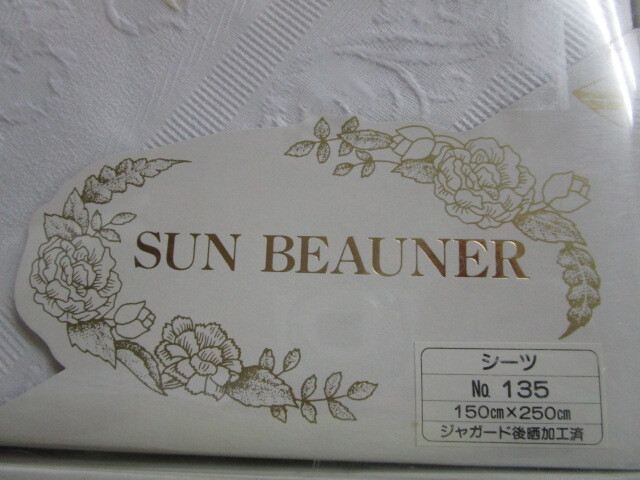 SUN BEAUNER
シーツ
No. 135
150cm×250cm
ジャガード後晒加工済